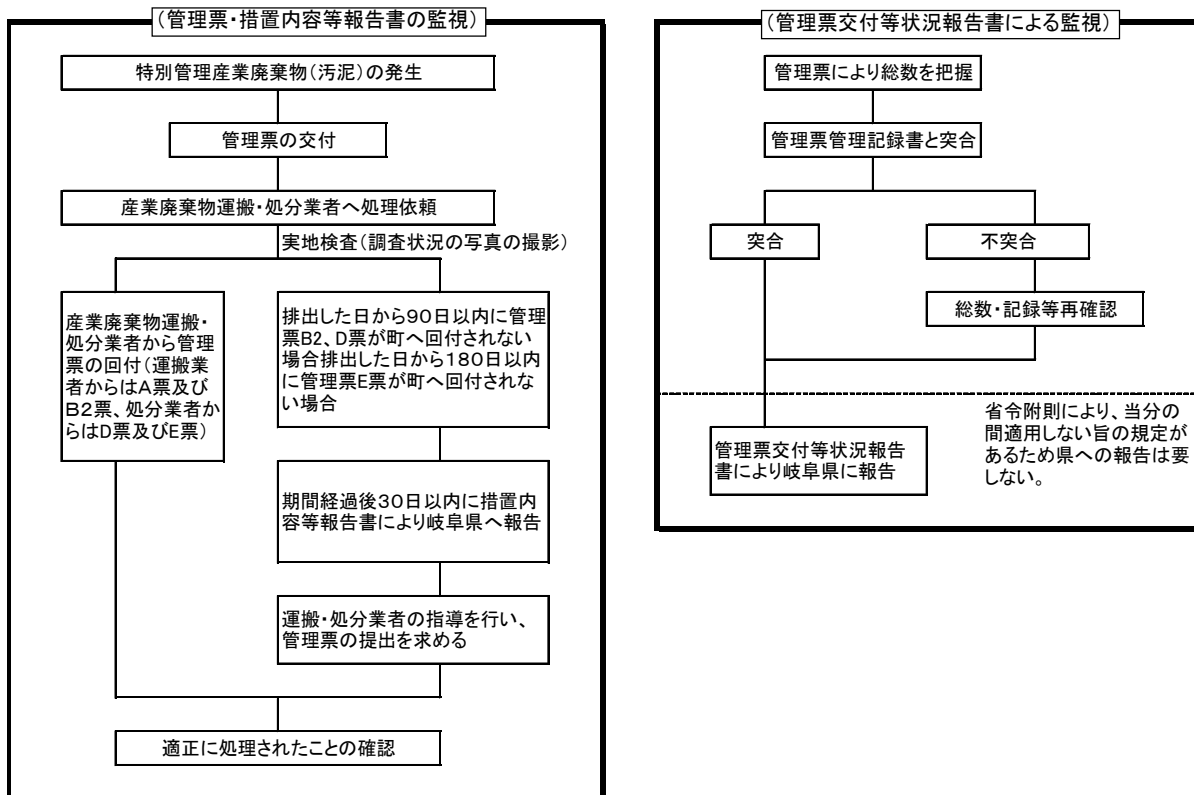 (管理票・措置内容等報告書の監視)
特別管理産業廃棄物(汚泥)の発生
管理票の交付
産業廃棄物運搬・処分業者へ処理依頼
実地検査(調査状況の写真の撮影)
産業廃棄物運搬・
処分業者から管理
票の回付(運搬業
者からはA票及び
B2票、処分業者か
らはD票及びE票)
排出した日から90日以内に管理
票B2、D票が町へ回付されない
場合排出した日から180日以内
に管理票E票が町へ回付されな
い場合
期間経過後30日以内に措置内
容等報告書により岐阜県へ報告
運搬・処分業者の指導を行い、
管理票の提出を求める
適正に処理されたことの確認
(管理票交付等状況報告書による監視)
管理票により総数を把握
管理票管理記録書と突合
突合
不突合
総数・記録等再確認
管理票交付等状況報告
書により岐阜県に報告
省令附則により、当分の
間適用しない旨の規定が
あるため県への報告は要
しない。